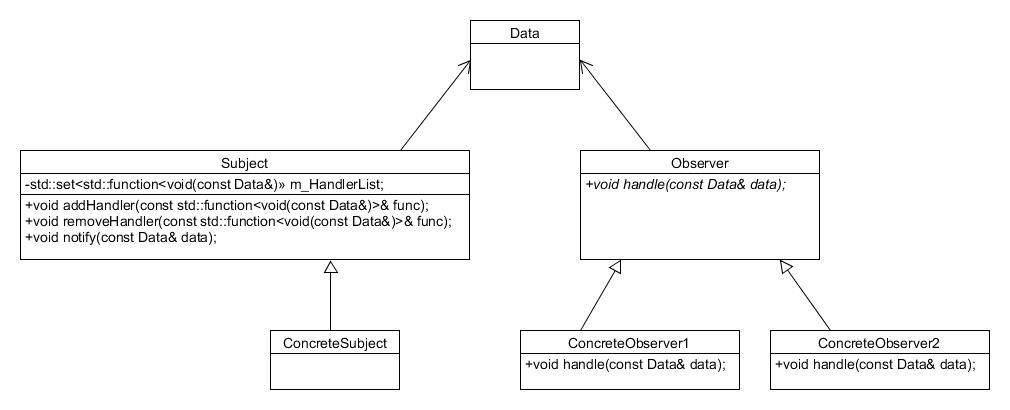 Data
Subject
-std::set<std::function<void(const Data&)>> m_HandlerList;
+void addHandler(const std::function<void(const Data&)>& func);
+void removeHandler(const std::function<void(const Data&)>& func);
+void notify(const Data& data);
Observer
+void handle(const Data& data);
ConcreteSubject
ConcreteObserver1
+void handle(const Data& data);
ConcreteObserver2
+void handle(const Data& data);